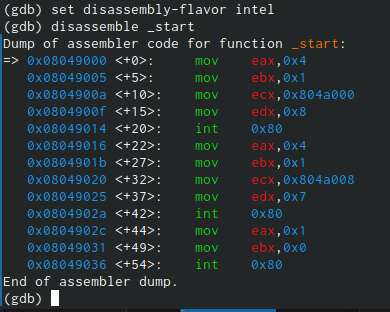 (gdb) set disassembly-flavor intel
(gdb) disassemble _start
Dump of assembler code for function _start:
=> 0x08049000 <+0>:     mov    eax,0x4
   0x08049005 <+5>:     mov    ebx,0x1
   0x0804900a <+10>:    mov    ecx,0x804a000
   0x0804900f <+15>:    mov    edx,0x8
   0x08049014 <+20>:    int    0x80
   0x08049016 <+22>:    mov    eax,0x4
   0x0804901b <+27>:    mov    ebx,0x1
   0x08049020 <+32>:    mov    ecx,0x804a008
   0x08049025 <+37>:    mov    edx,0x7
   0x0804902a <+42>:    int    0x80
   0x0804902c <+44>:    mov    eax,0x1
   0x08049031 <+49>:    mov    ebx,0x0
   0x08049036 <+54>:    int    0x80
End of assembler dump.
(gdb)